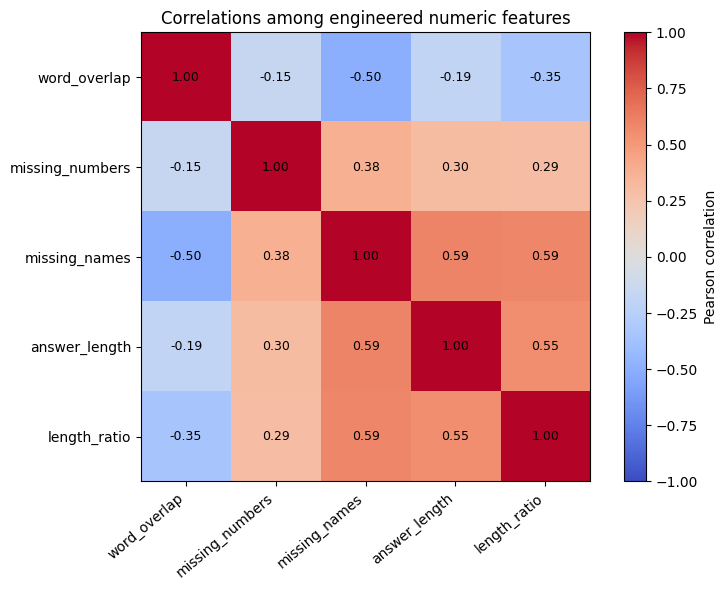 Correlations among engineered numeric features
word_overlap
1.00 -0.15 -0.50 -0.19 -0.35
missing_numbers
-0.15 1.00 0.38 0.30 0.29
missing_names
-0.50 0.38 1.00 0.59 0.59
answer_length
-0.19 0.30 0.59 1.00 0.55
length_ratio
-0.35 0.29 0.59 0.55 1.00
word_overlap
missing_numbers
missing_names
answer_length
length_ratio
1.00
0.75
0.50
0.25
0.00
−0.25
−0.50
−0.75
−1.00
Pearson correlation